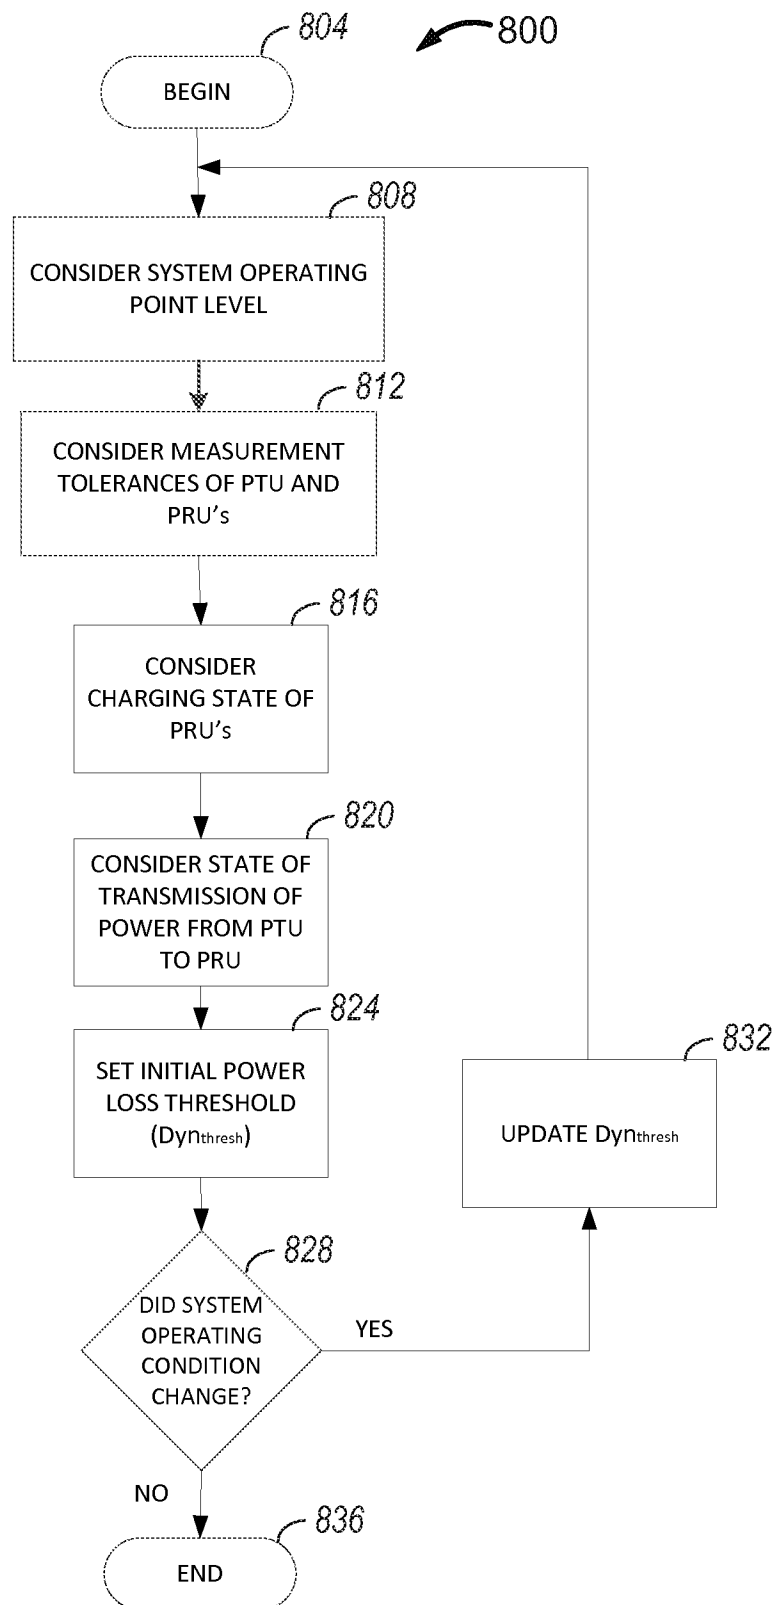 804
800
BEGIN
808
CONSIDER SYSTEM OPERATING
POINT LEVEL
812
CONSIDER MEASUREMENT
TOLERANCES OF PTU AND
PRU's
816
CONSIDER
CHARGING STATE OF
PRU's
820
CONSIDER STATE OF
TRANSMISSION OF
POWER FROM PTU
TO PRU
824
SET INITIAL POWER
LOSS THRESHOLD
(Dynthresh)
832
UPDATE Dynthresh
828
DID SYSTEM
OPERATING
CONDITION
CHANGE?
YES
NO
836
END